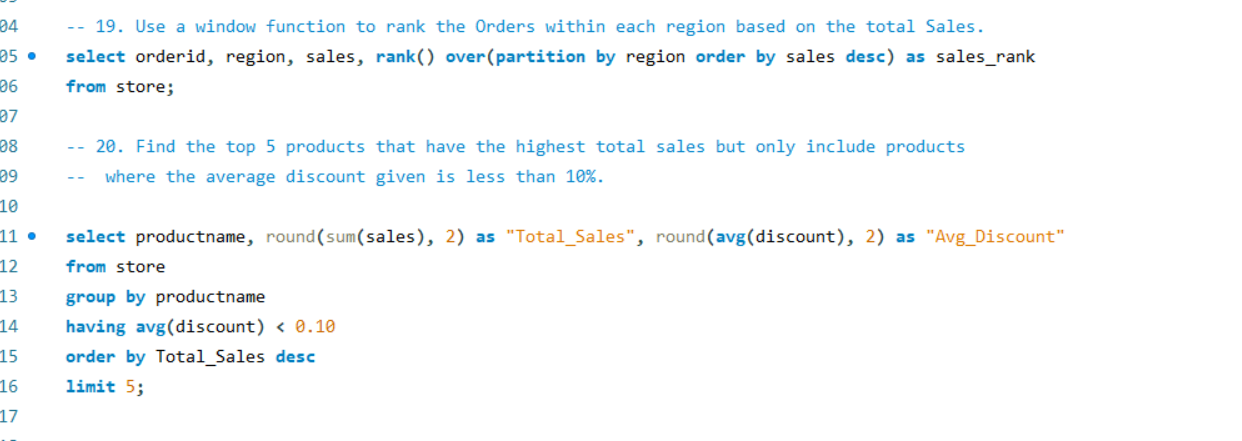 04 -- 19. Use a window function to rank the Orders within each region based on the total Sales.
05 select orderid, region, sales, rank() over(partition by region order by sales desc) as sales_rank
06 from store;
07
08 -- 20. Find the top 5 products that have the highest total sales but only include products
09 --  where the average discount given is less than 10%.
10
11 select productname, round(sum(sales), 2) as "Total_Sales", round(avg(discount), 2) as "Avg_Discount"
12 from store
13 group by productname
14 having avg(discount) < 0.10
15 order by Total_Sales desc
16 limit 5;
17